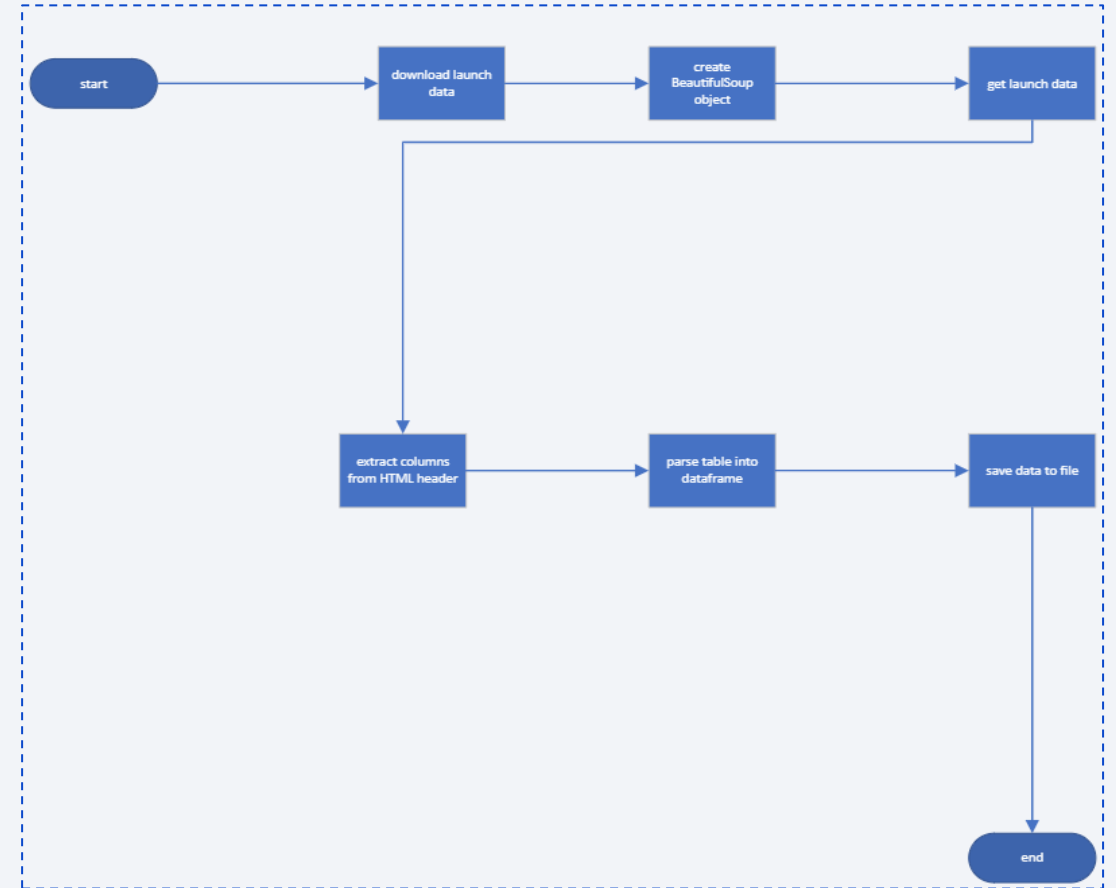 start
download launch
data
create
BeautifulSoup
object
get launch data
extract columns
from HTML header
parse table into
dataframe
save data to file
end